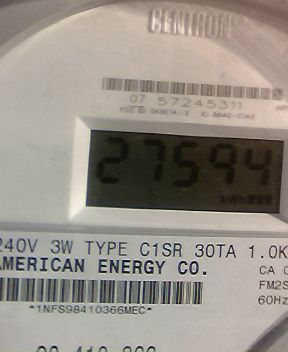 CENTRON
07 57245311
27594
kWh
240V 3W TYPE C1SR 30TA 1.0K
AMERICAN ENERGY CO.
CA
FM2S
60Hz
*1NFS98410366MEC*